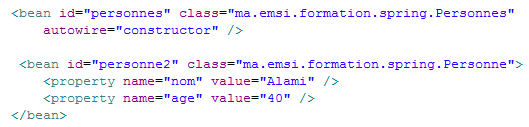 <bean id="personnes" class="ma.emsi.formation.spring.Personnes"
autowire="constructor" />
<bean id="personne2" class="ma.emsi.formation.spring.Personne">
<property name="nom" value="Alami" />
<property name="age" value="40" />
</bean>